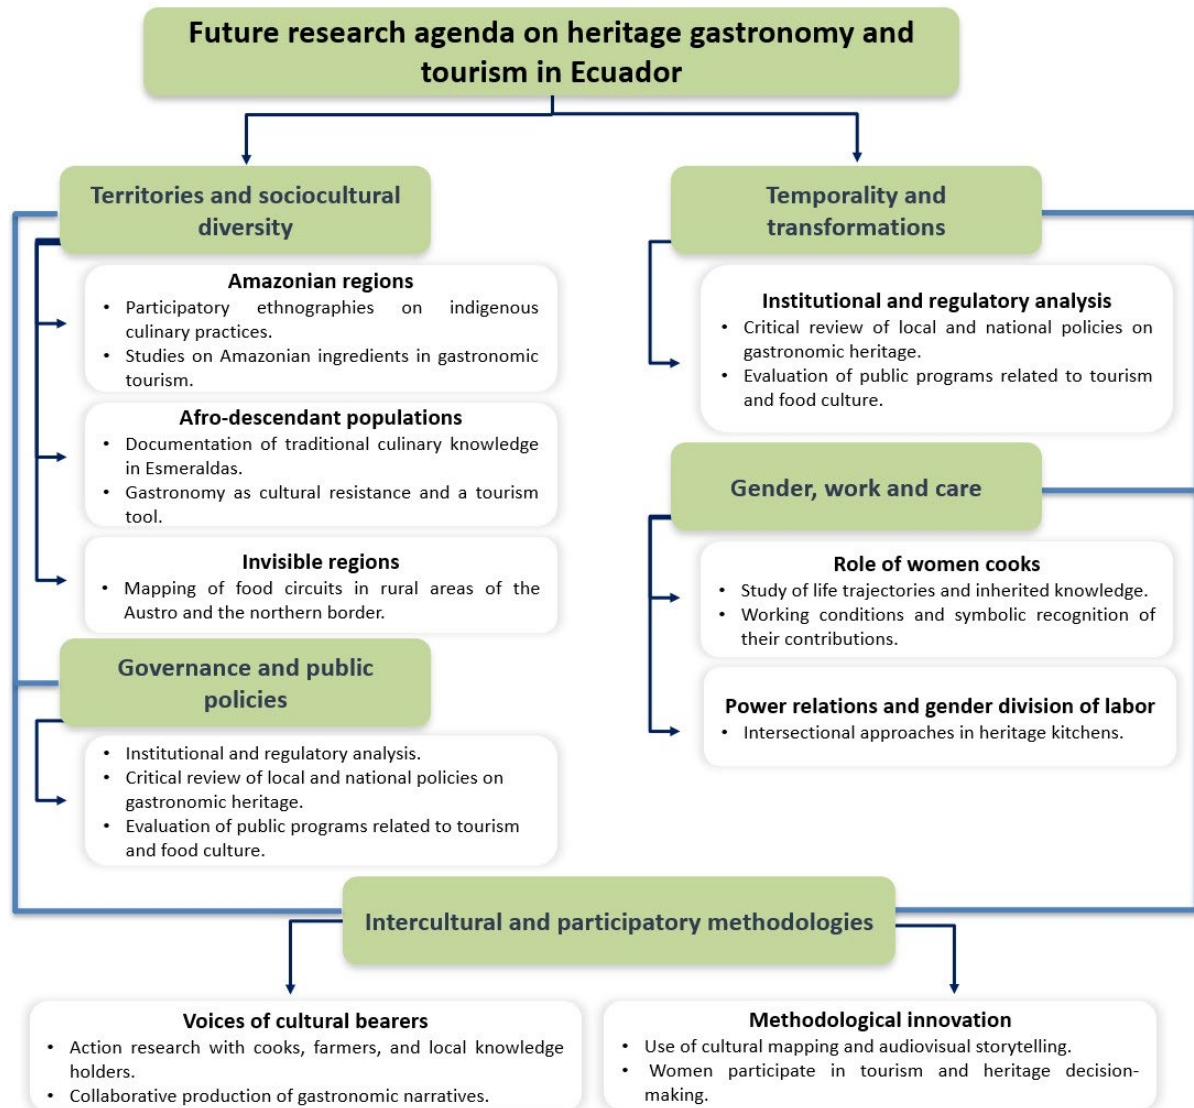 Future research agenda on heritage gastronomy and
tourism in Ecuador
Territories and sociocultural
diversity
Amazonian regions
• Participatory ethnographies on indigenous
culinary practices.
• Studies on Amazonian ingredients in gastronomic
tourism.
Afro-descendant populations
• Documentation of traditional culinary knowledge
in Esmeraldas.
• Gastronomy as cultural resistance and a tourism
tool.
Invisible regions
• Mapping of food circuits in rural areas of the
Austro and the northern border.
Governance and public
policies
• Institutional and regulatory analysis.
• Critical review of local and national policies on
gastronomic heritage.
• Evaluation of public programs related to tourism
and food culture.
Temporality and
transformations
Institutional and regulatory analysis
• Critical review of local and national policies on
gastronomic heritage.
• Evaluation of public programs related to tourism
and food culture.
Gender, work and care
Role of women cooks
• Study of life trajectories and inherited knowledge.
• Working conditions and symbolic recognition of
their contributions.
Power relations and gender division of labor
• Intersectional approaches in heritage kitchens.
Intercultural and participatory methodologies
Voices of cultural bearers
• Action research with cooks, farmers, and local knowledge
holders.
• Collaborative production of gastronomic narratives.
Methodological innovation
• Use of cultural mapping and audiovisual storytelling.
• Women participate in tourism and heritage decision-
making.